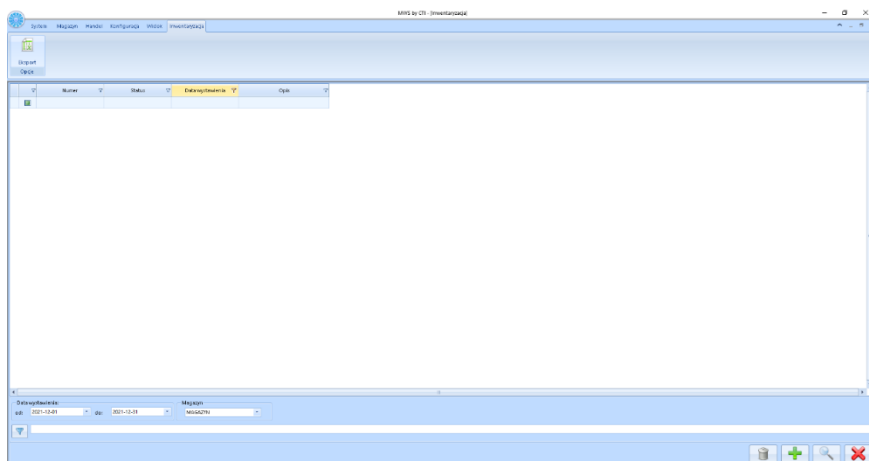 MWS by CTI - [Inwentaryzacja]
System Magazyn Handel Konfiguracja Widok Inwentaryzacja
Eksport
Opcje
Numer Status Data wystawienia Opis
Data wystawienia: Magazyn
od: 2021-12-01 do: 2021-12-31 MAGAZYN